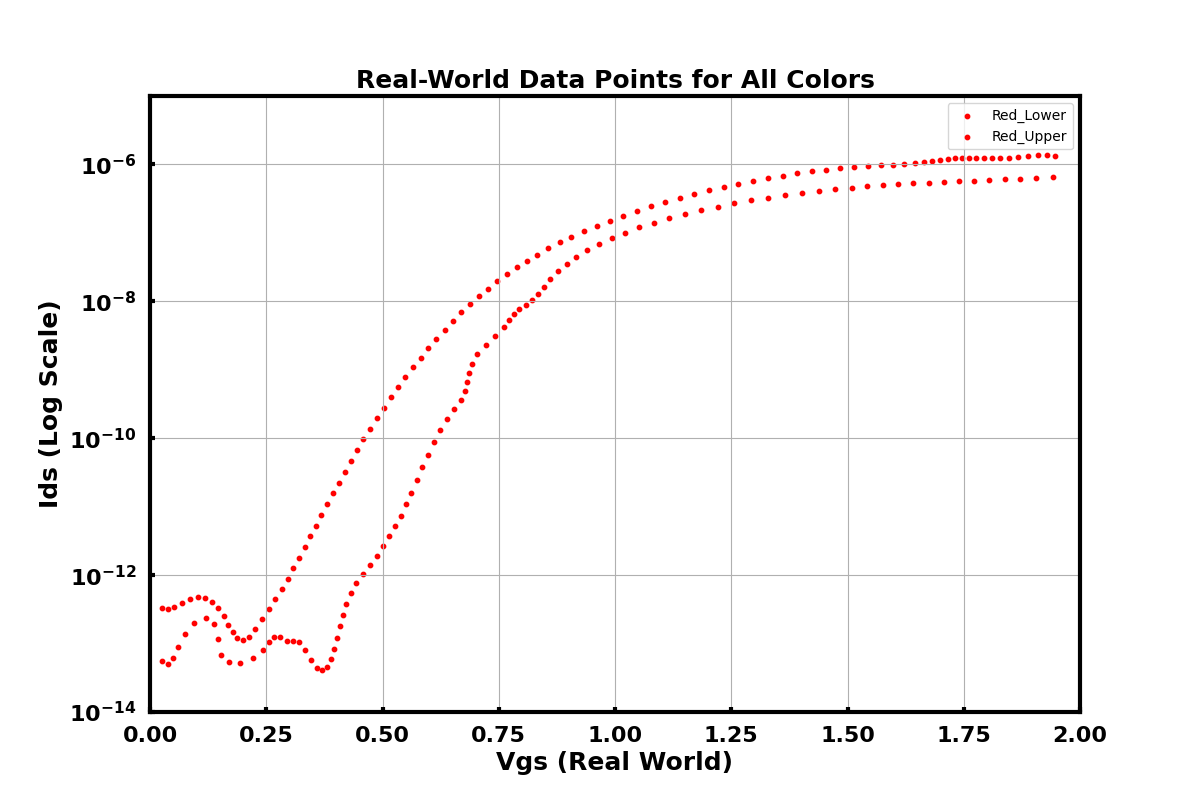 Real-World Data Points for All Colors
Red_Lower
Red_Upper
Ids (Log Scale)
10⁻⁶
10⁻⁸
10⁻¹⁰
10⁻¹²
10⁻¹⁴
0.00 0.25 0.50 0.75 1.00 1.25 1.50 1.75 2.00
Vgs (Real World)